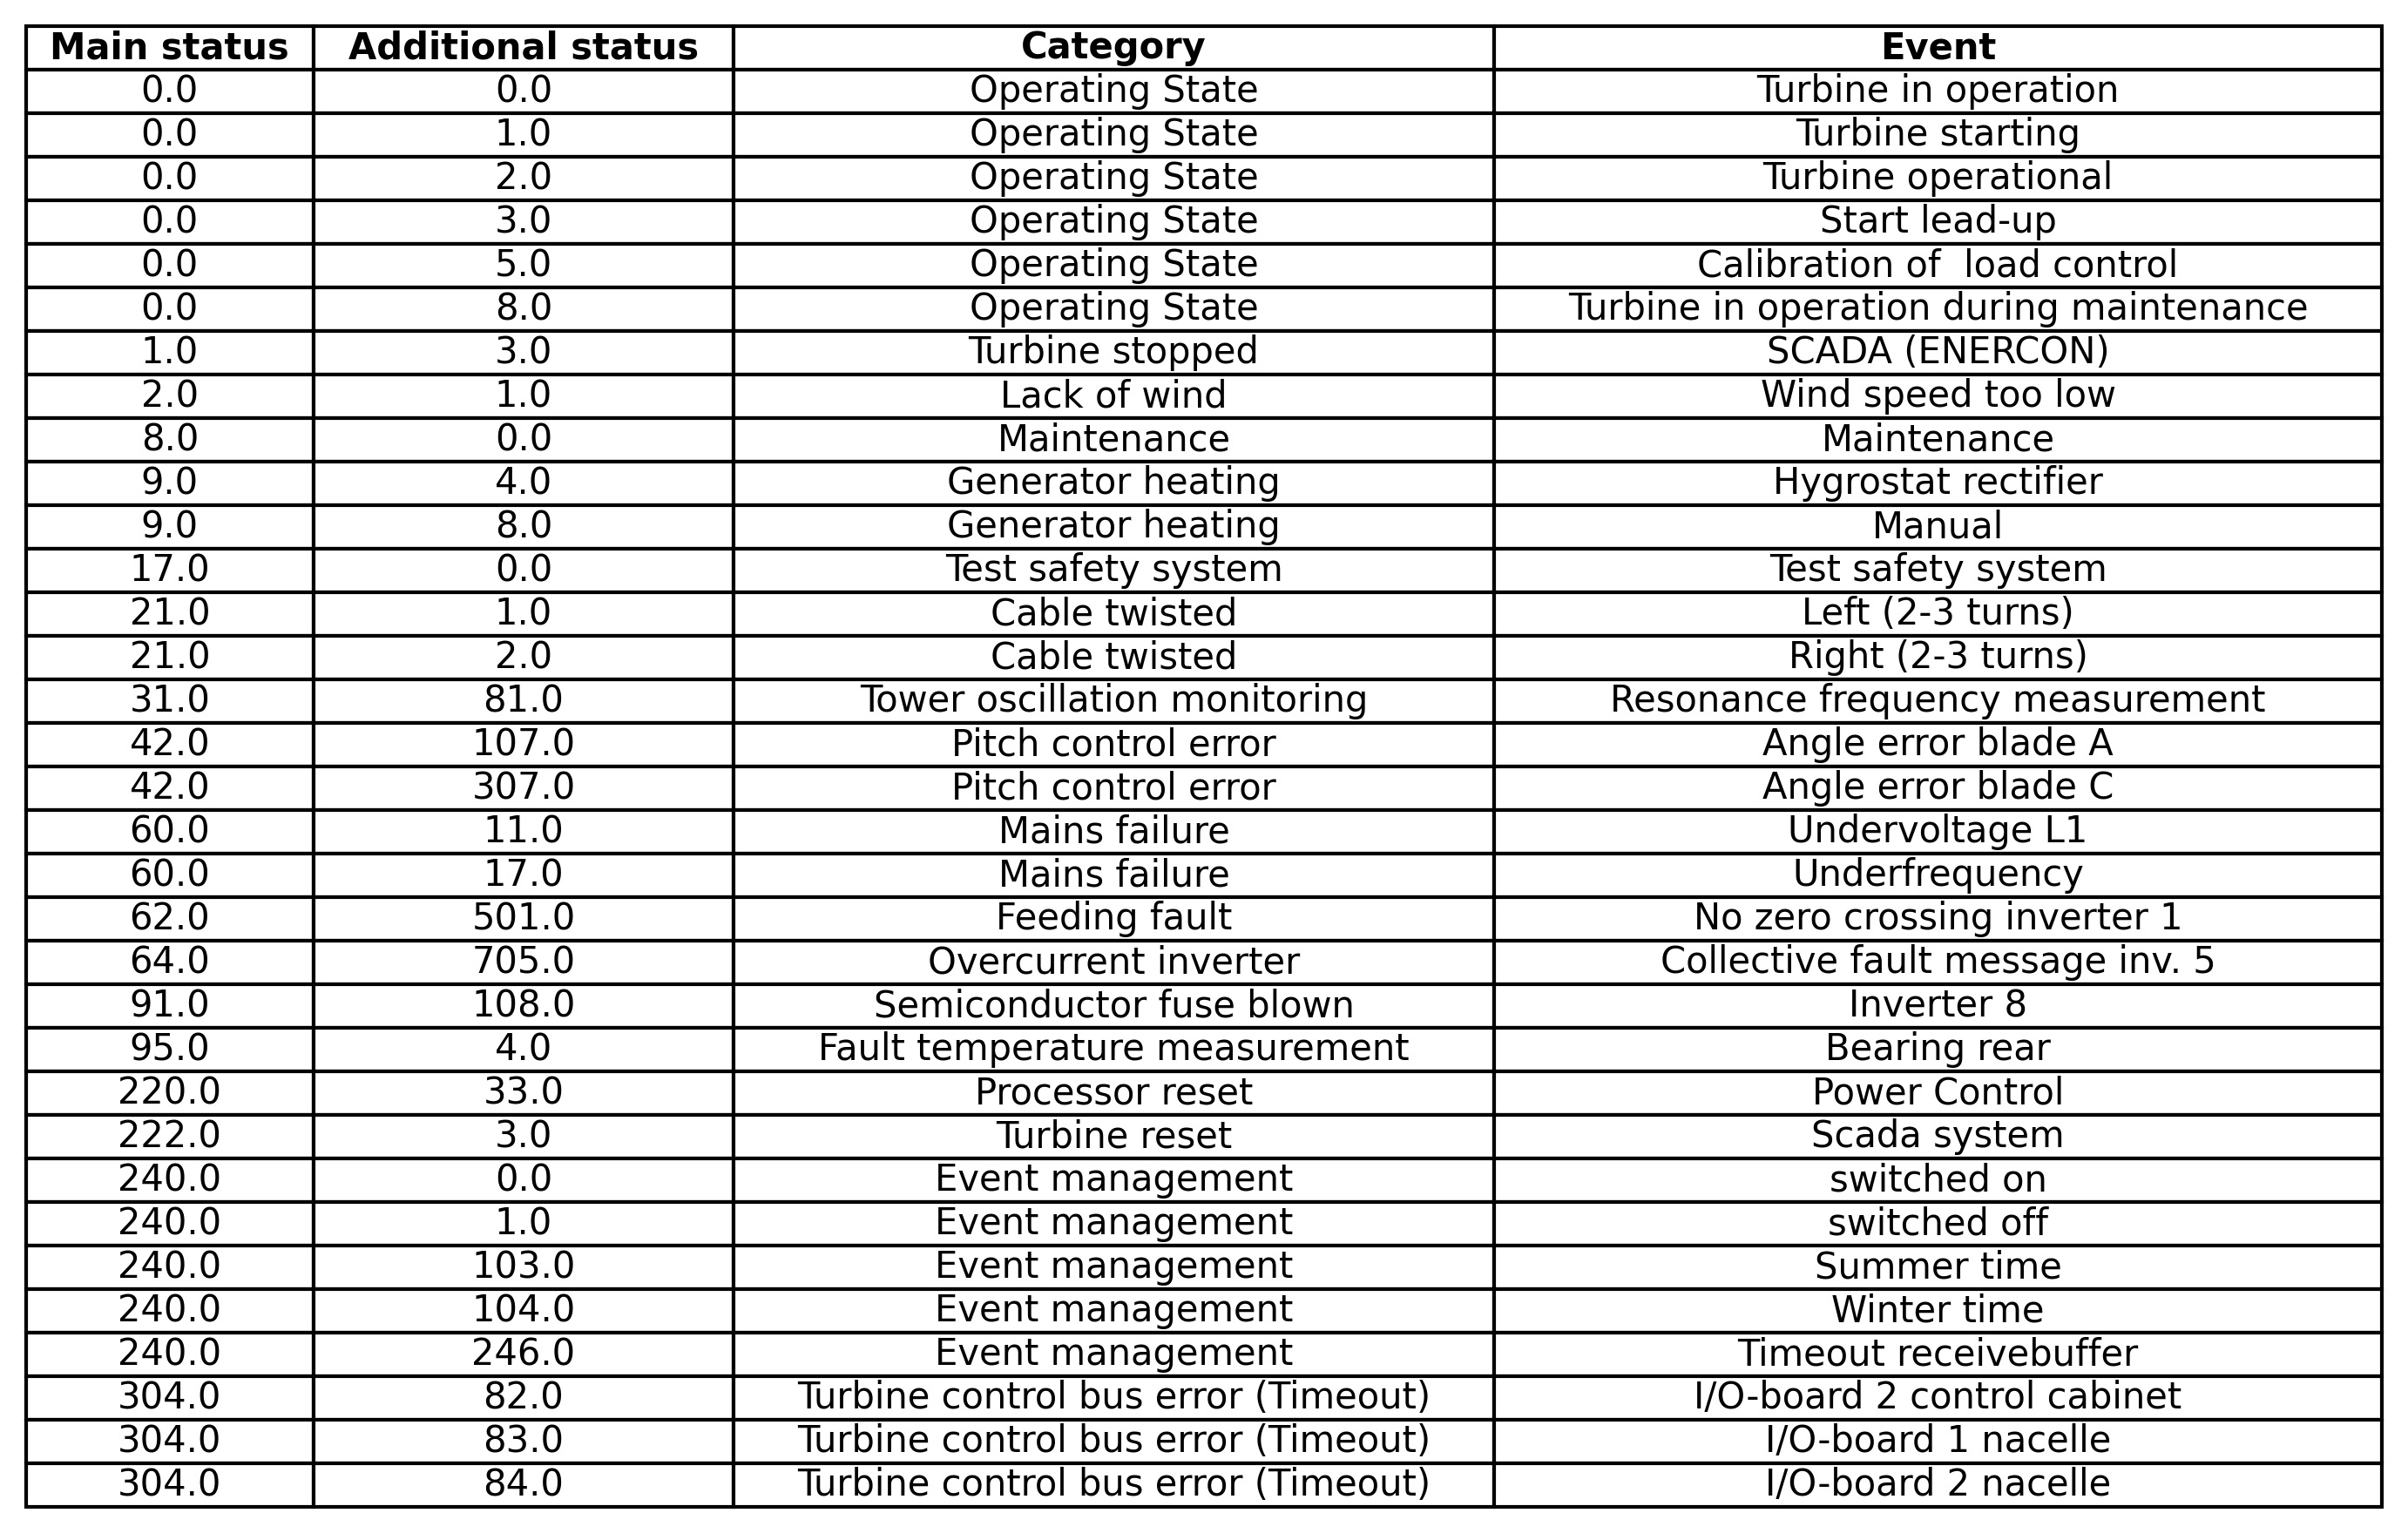 Main status Additional status Category Event
0.0 0.0 Operating State Turbine in operation
0.0 1.0 Operating State Turbine starting
0.0 2.0 Operating State Turbine operational
0.0 3.0 Operating State Start lead-up
0.0 5.0 Operating State Calibration of  load control
0.0 8.0 Operating State Turbine in operation during maintenance
1.0 3.0 Turbine stopped SCADA (ENERCON)
2.0 1.0 Lack of wind Wind speed too low
8.0 0.0 Maintenance Maintenance
9.0 4.0 Generator heating Hygrostat rectifier
9.0 8.0 Generator heating Manual
17.0 0.0 Test safety system Test safety system
21.0 1.0 Cable twisted Left (2-3 turns)
21.0 2.0 Cable twisted Right (2-3 turns)
31.0 81.0 Tower oscillation monitoring Resonance frequency measurement
42.0 107.0 Pitch control error Angle error blade A
42.0 307.0 Pitch control error Angle error blade C
60.0 11.0 Mains failure Undervoltage L1
60.0 17.0 Mains failure Underfrequency
62.0 501.0 Feeding fault No zero crossing inverter 1
64.0 705.0 Overcurrent inverter Collective fault message inv. 5
91.0 108.0 Semiconductor fuse blown Inverter 8
95.0 4.0 Fault temperature measurement Bearing rear
220.0 33.0 Processor reset Power Control
222.0 3.0 Turbine reset Scada system
240.0 0.0 Event management switched on
240.0 1.0 Event management switched off
240.0 103.0 Event management Summer time
240.0 104.0 Event management Winter time
240.0 246.0 Event management Timeout receivebuffer
304.0 82.0 Turbine control bus error (Timeout) I/O-board 2 control cabinet
304.0 83.0 Turbine control bus error (Timeout) I/O-board 1 nacelle
304.0 84.0 Turbine control bus error (Timeout) I/O-board 2 nacelle